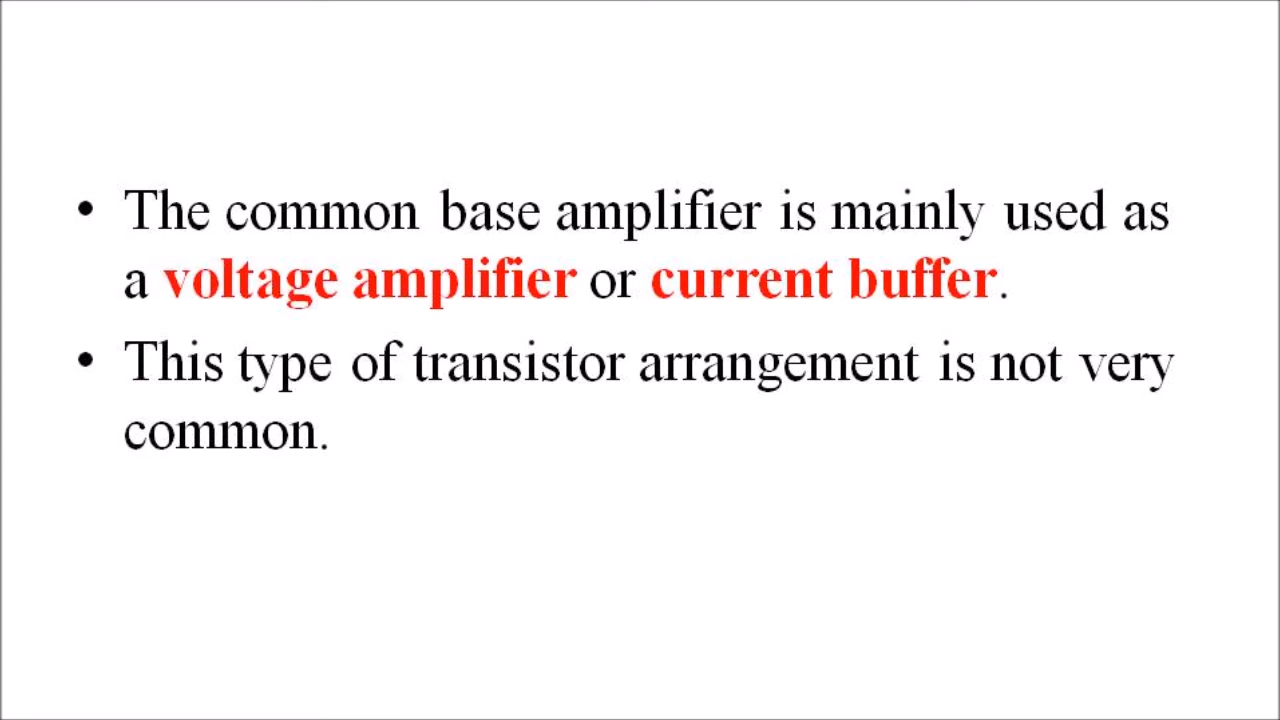 • The common base amplifier is mainly used as
a voltage amplifier or current buffer.
• This type of transistor arrangement is not very
common.